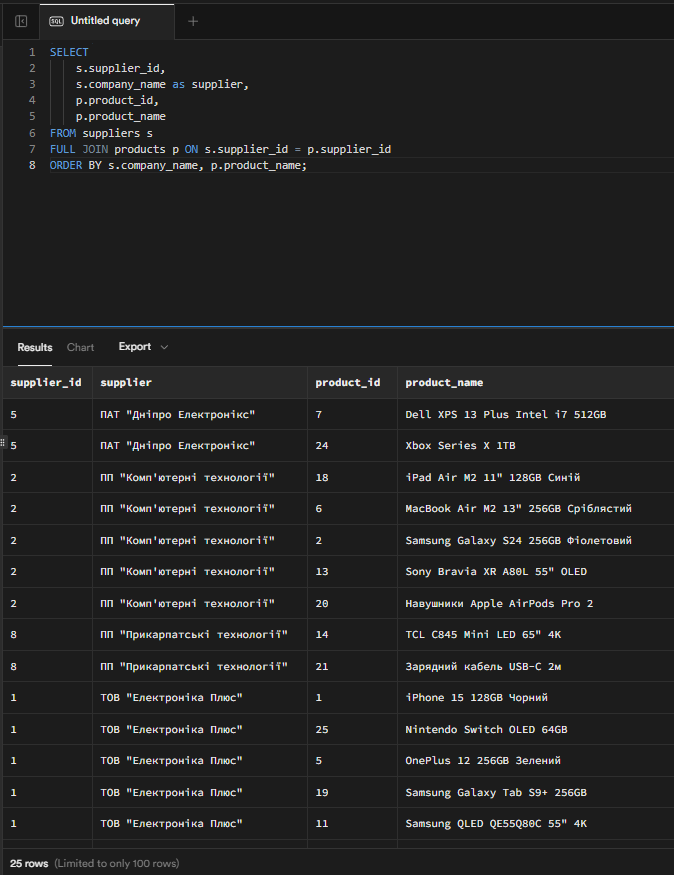 SQL Untitled query +
1 SELECT
2 s.supplier_id,
3 s.company_name as supplier,
4 p.product_id,
5 p.product_name
6 FROM suppliers s
7 FULL JOIN products p ON s.supplier_id = p.supplier_id
8 ORDER BY s.company_name, p.product_name;
Results Chart Export
supplier_id supplier product_id product_name
5 ПАТ "Дніпро Електронікс" 7 Dell XPS 13 Plus Intel i7 512GB
5 ПАТ "Дніпро Електронікс" 24 Xbox Series X 1TB
2 ПП "Комп'ютерні технології" 18 iPad Air M2 11" 128GB Синій
2 ПП "Комп'ютерні технології" 6 MacBook Air M2 13" 256GB Сріблястий
2 ПП "Комп'ютерні технології" 2 Samsung Galaxy S24 256GB Фіолетовий
2 ПП "Комп'ютерні технології" 13 Sony Bravia XR A80L 55" OLED
2 ПП "Комп'ютерні технології" 20 Навушники Apple AirPods Pro 2
8 ПП "Прикарпатські технології" 14 TCL C845 Mini LED 65" 4K
8 ПП "Прикарпатські технології" 21 Зарядний кабель USB-C 2м
1 ТОВ "Електроніка Плюс" 1 iPhone 15 128GB Чорний
1 ТОВ "Електроніка Плюс" 25 Nintendo Switch OLED 64GB
1 ТОВ "Електроніка Плюс" 5 OnePlus 12 256GB Зелений
1 ТОВ "Електроніка Плюс" 19 Samsung Galaxy Tab S9+ 256GB
1 ТОВ "Електроніка Плюс" 11 Samsung QLED QE55Q80C 55" 4K
25 rows (Limited to only 100 rows)